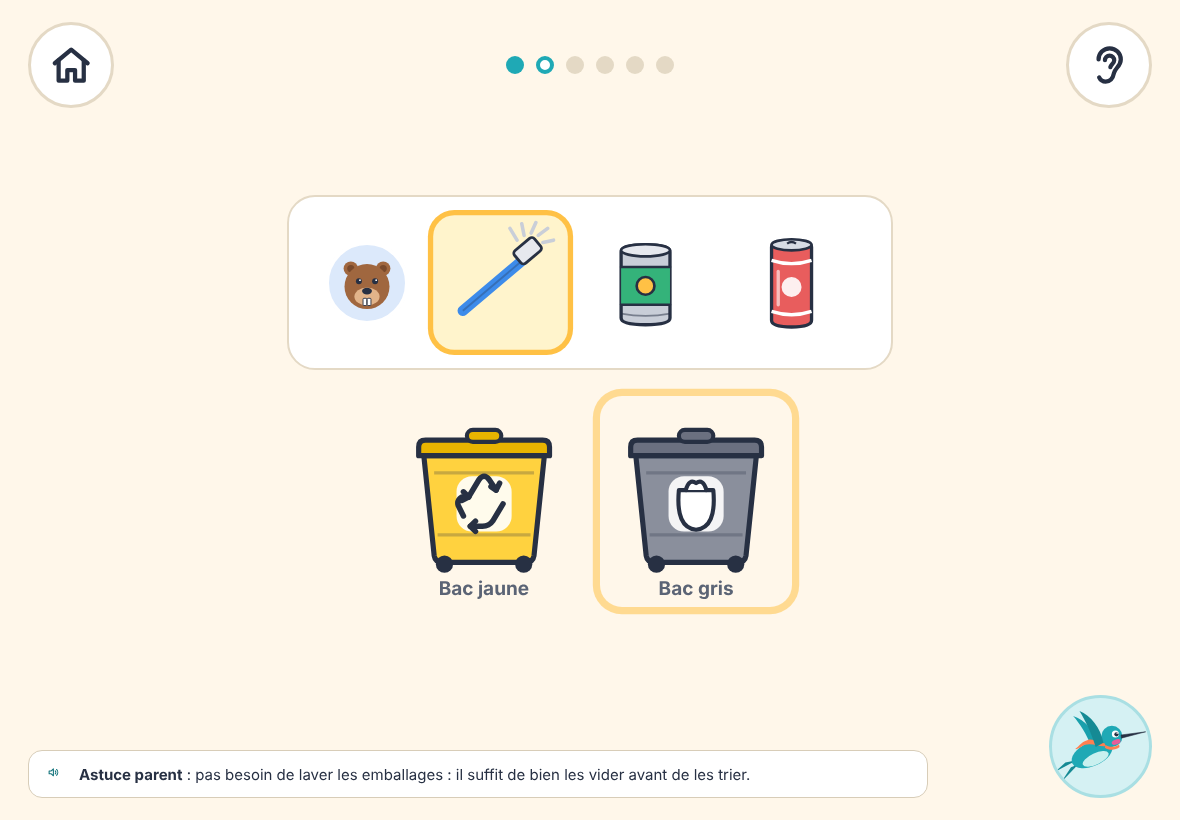 Bac jaune
Bac gris
Astuce parent : pas besoin de laver les emballages : il suffit de bien les vider avant de les trier.